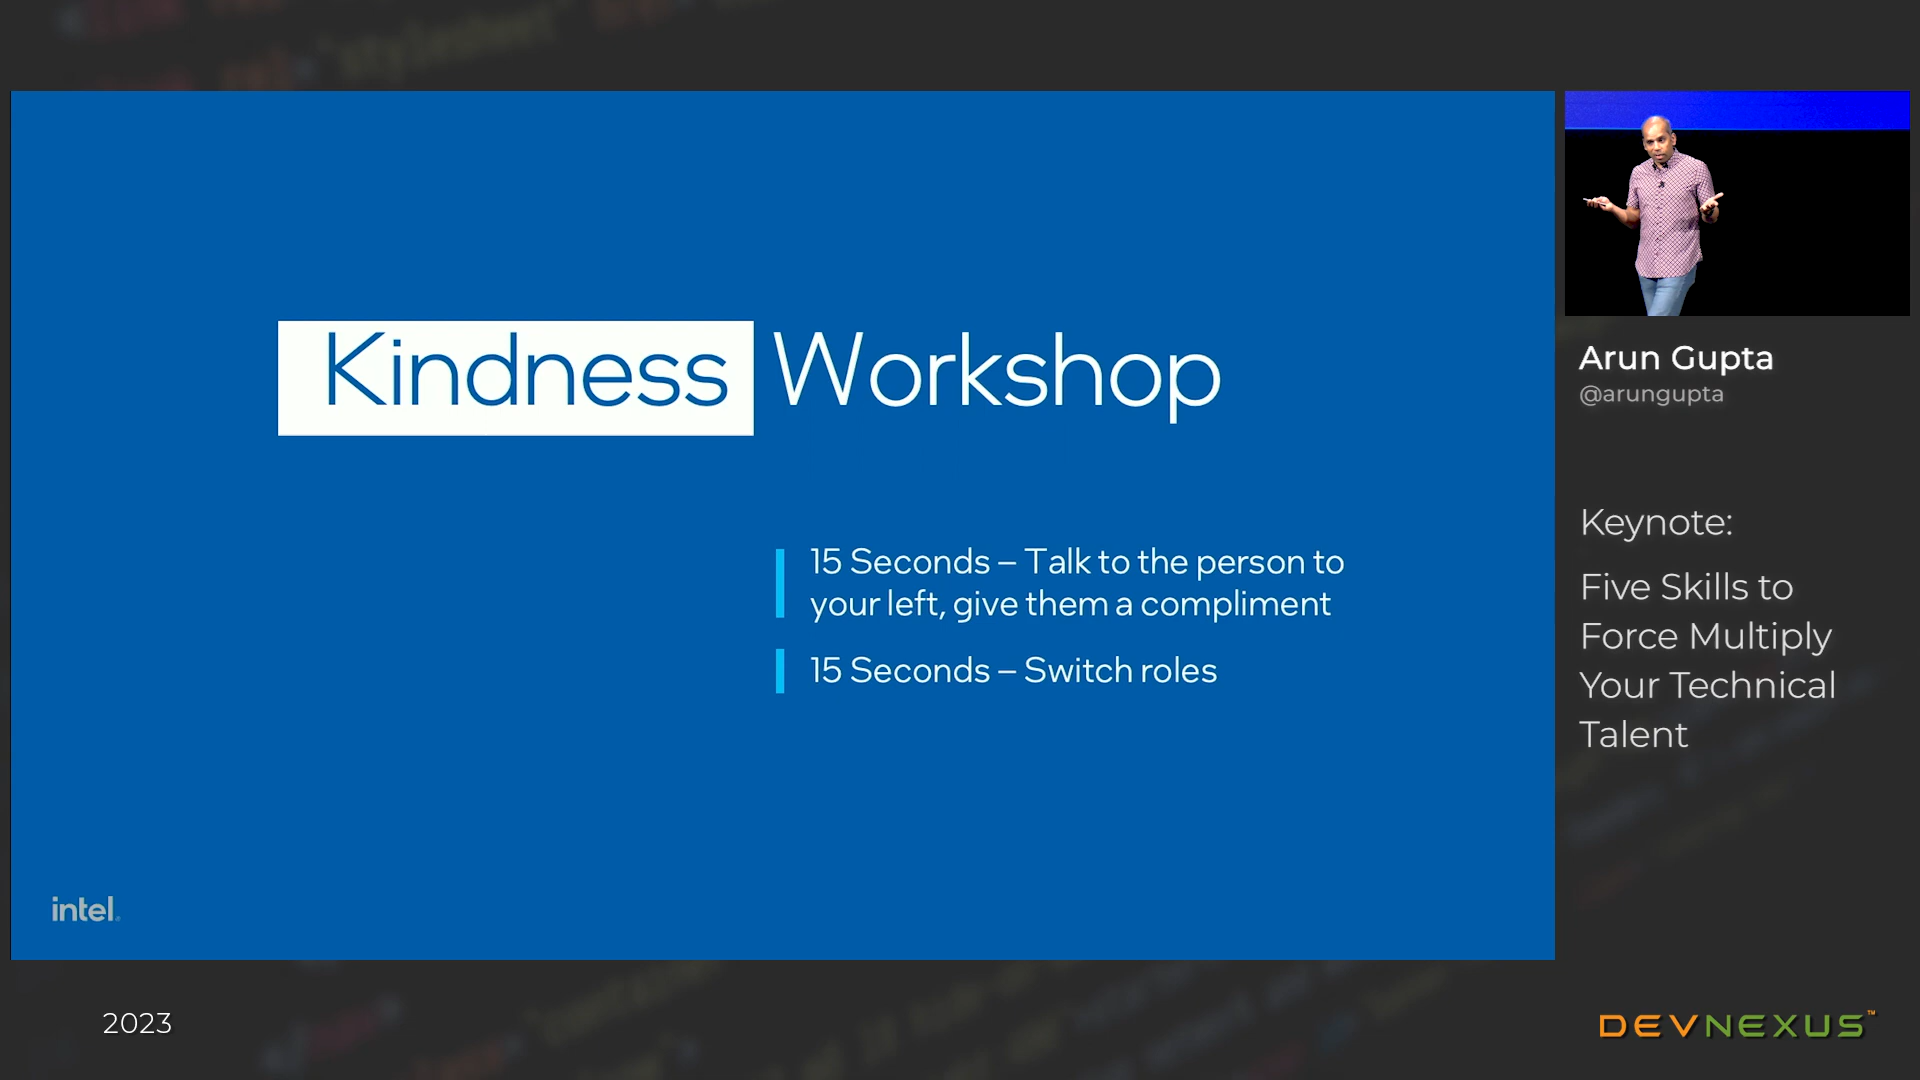 Kindness Workshop
15 Seconds – Talk to the person to
your left, give them a compliment
15 Seconds – Switch roles
intel.
Arun Gupta
@arungupta
Keynote:
Five Skills to
Force Multiply
Your Technical
Talent
2023
DEVNEXUS™